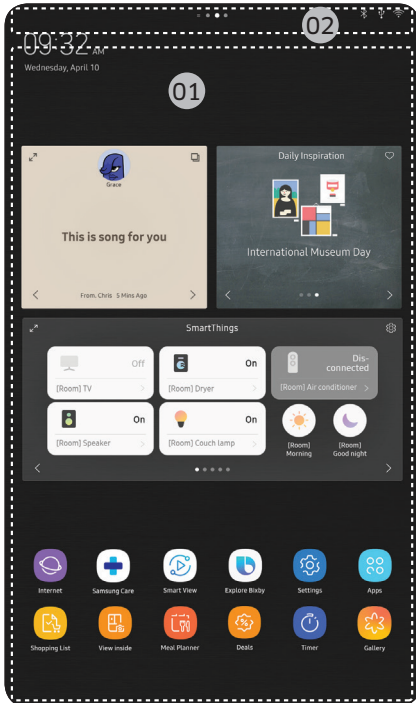 02
09:32 AM
Wednesday, April 10
01
Grace
This is song for you
From. Chris 5 Mins Ago
Daily Inspiration
International Museum Day
SmartThings
Off
[Room] TV
On
[Room] Dryer
Dis-
connected
[Room] Air conditioner
On
[Room] Speaker
On
[Room] Couch lamp
[Room]
Morning
[Room]
Good night
Internet
Samsung Care
Smart View
Explore Bixby
Settings
Apps
Shopping List
View inside
Meal Planner
Deals
Timer
Gallery